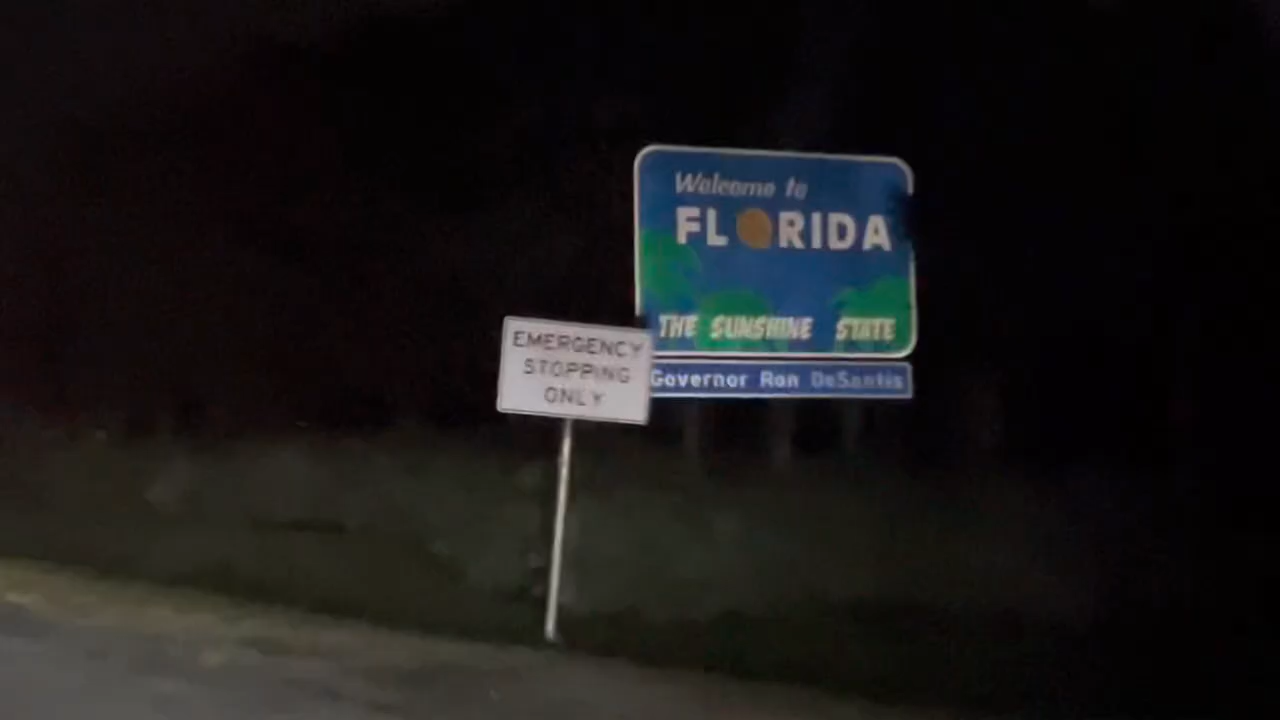 Welcome to
FLORIDA
THE SUNSHINE STATE
Governor Ron DeSantis
EMERGENCY
STOPPING
ONLY